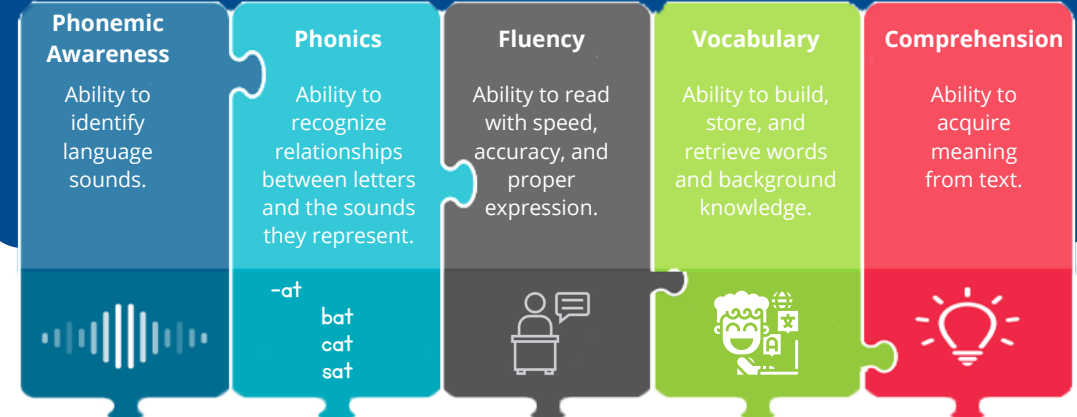 Phonemic
Awareness
Ability to
identify
language
sounds.
Phonics
Ability to
recognize
relationships
between letters
and the sounds
they represent.
-at
bat
cat
sat
Fluency
Ability to read
with speed,
accuracy, and
proper
expression.
Vocabulary
Ability to build,
store, and
retrieve words
and background
knowledge.
A
Comprehension
Ability to
acquire
meaning
from text.